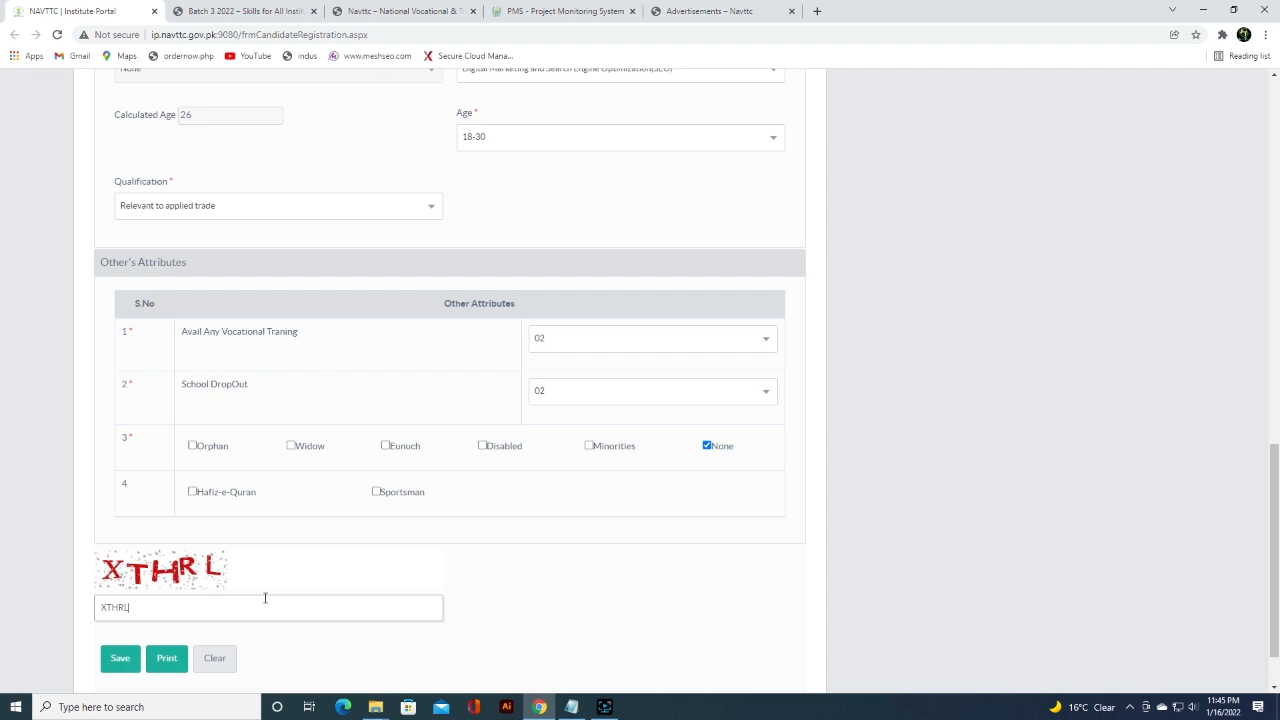 NAVTTC | Institute
Batch 3 2022 – Skills for All Instit
Navttc – National Vocational & T
PMS - Project Monitoring System
Advertisements – Navttc
Not secure
ip.navttc.gov.pk:9080/frmCandidateRegistration.aspx
Apps
Gmail
Maps
ordernow.php
YouTube
indus
www.meshseo.com
Secure Cloud Mana...
Reading list
None
Digital Marketing and Search Engine Optimization(SEO)
Calculated Age 26
Age *
18-30
Qualification *
Relevant to applied trade
Other's Attributes
S.No
Other Attributes
1 *
Avail Any Vocational Traning
02
2 *
School DropOut
02
3 *
Orphan
Widow
Eunuch
Disabled
Minorities
None
4
Hafiz-e-Quran
Sportsman
XTHRL
XTHRL
Save
Print
Clear
Type here to search
16°C Clear
11:45 PM
1/16/2022